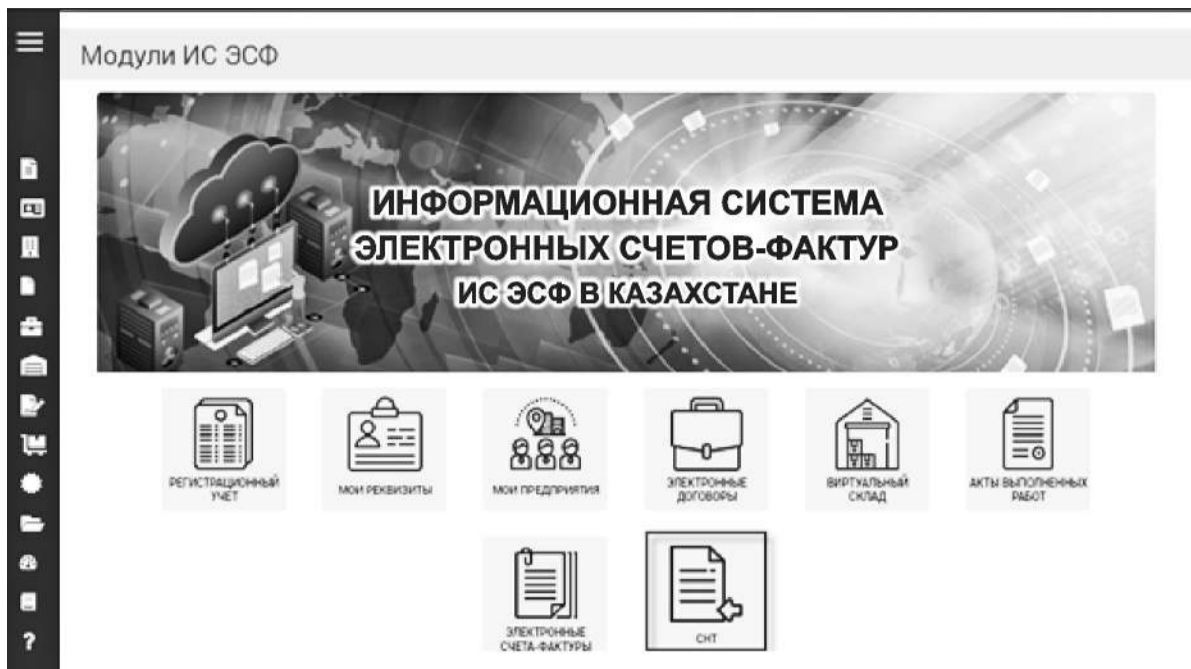 Модули ИС ЭСФ
ИНФОРМАЦИОННАЯ СИСТЕМА
ЭЛЕКТРОННЫХ СЧЕТОВ-ФАКТУР
ИС ЭСФ В КАЗАХСТАНЕ
РЕГИСТРАЦИОННЫЙ
УЧЕТ
МОИ РЕКВИЗИТЫ
МОИ ПРЕДПРИЯТИЯ
ЭЛЕКТРОННЫЕ
ДОГОВОРЫ
ВИРТУАЛЬНЫЙ
СКЛАД
АКТЫ ВЫПОЛНЕННЫХ
РАБОТ
ЭЛЕКТРОННЫЕ
СЧЕТА-ФАКТУРЫ
СНТ
?